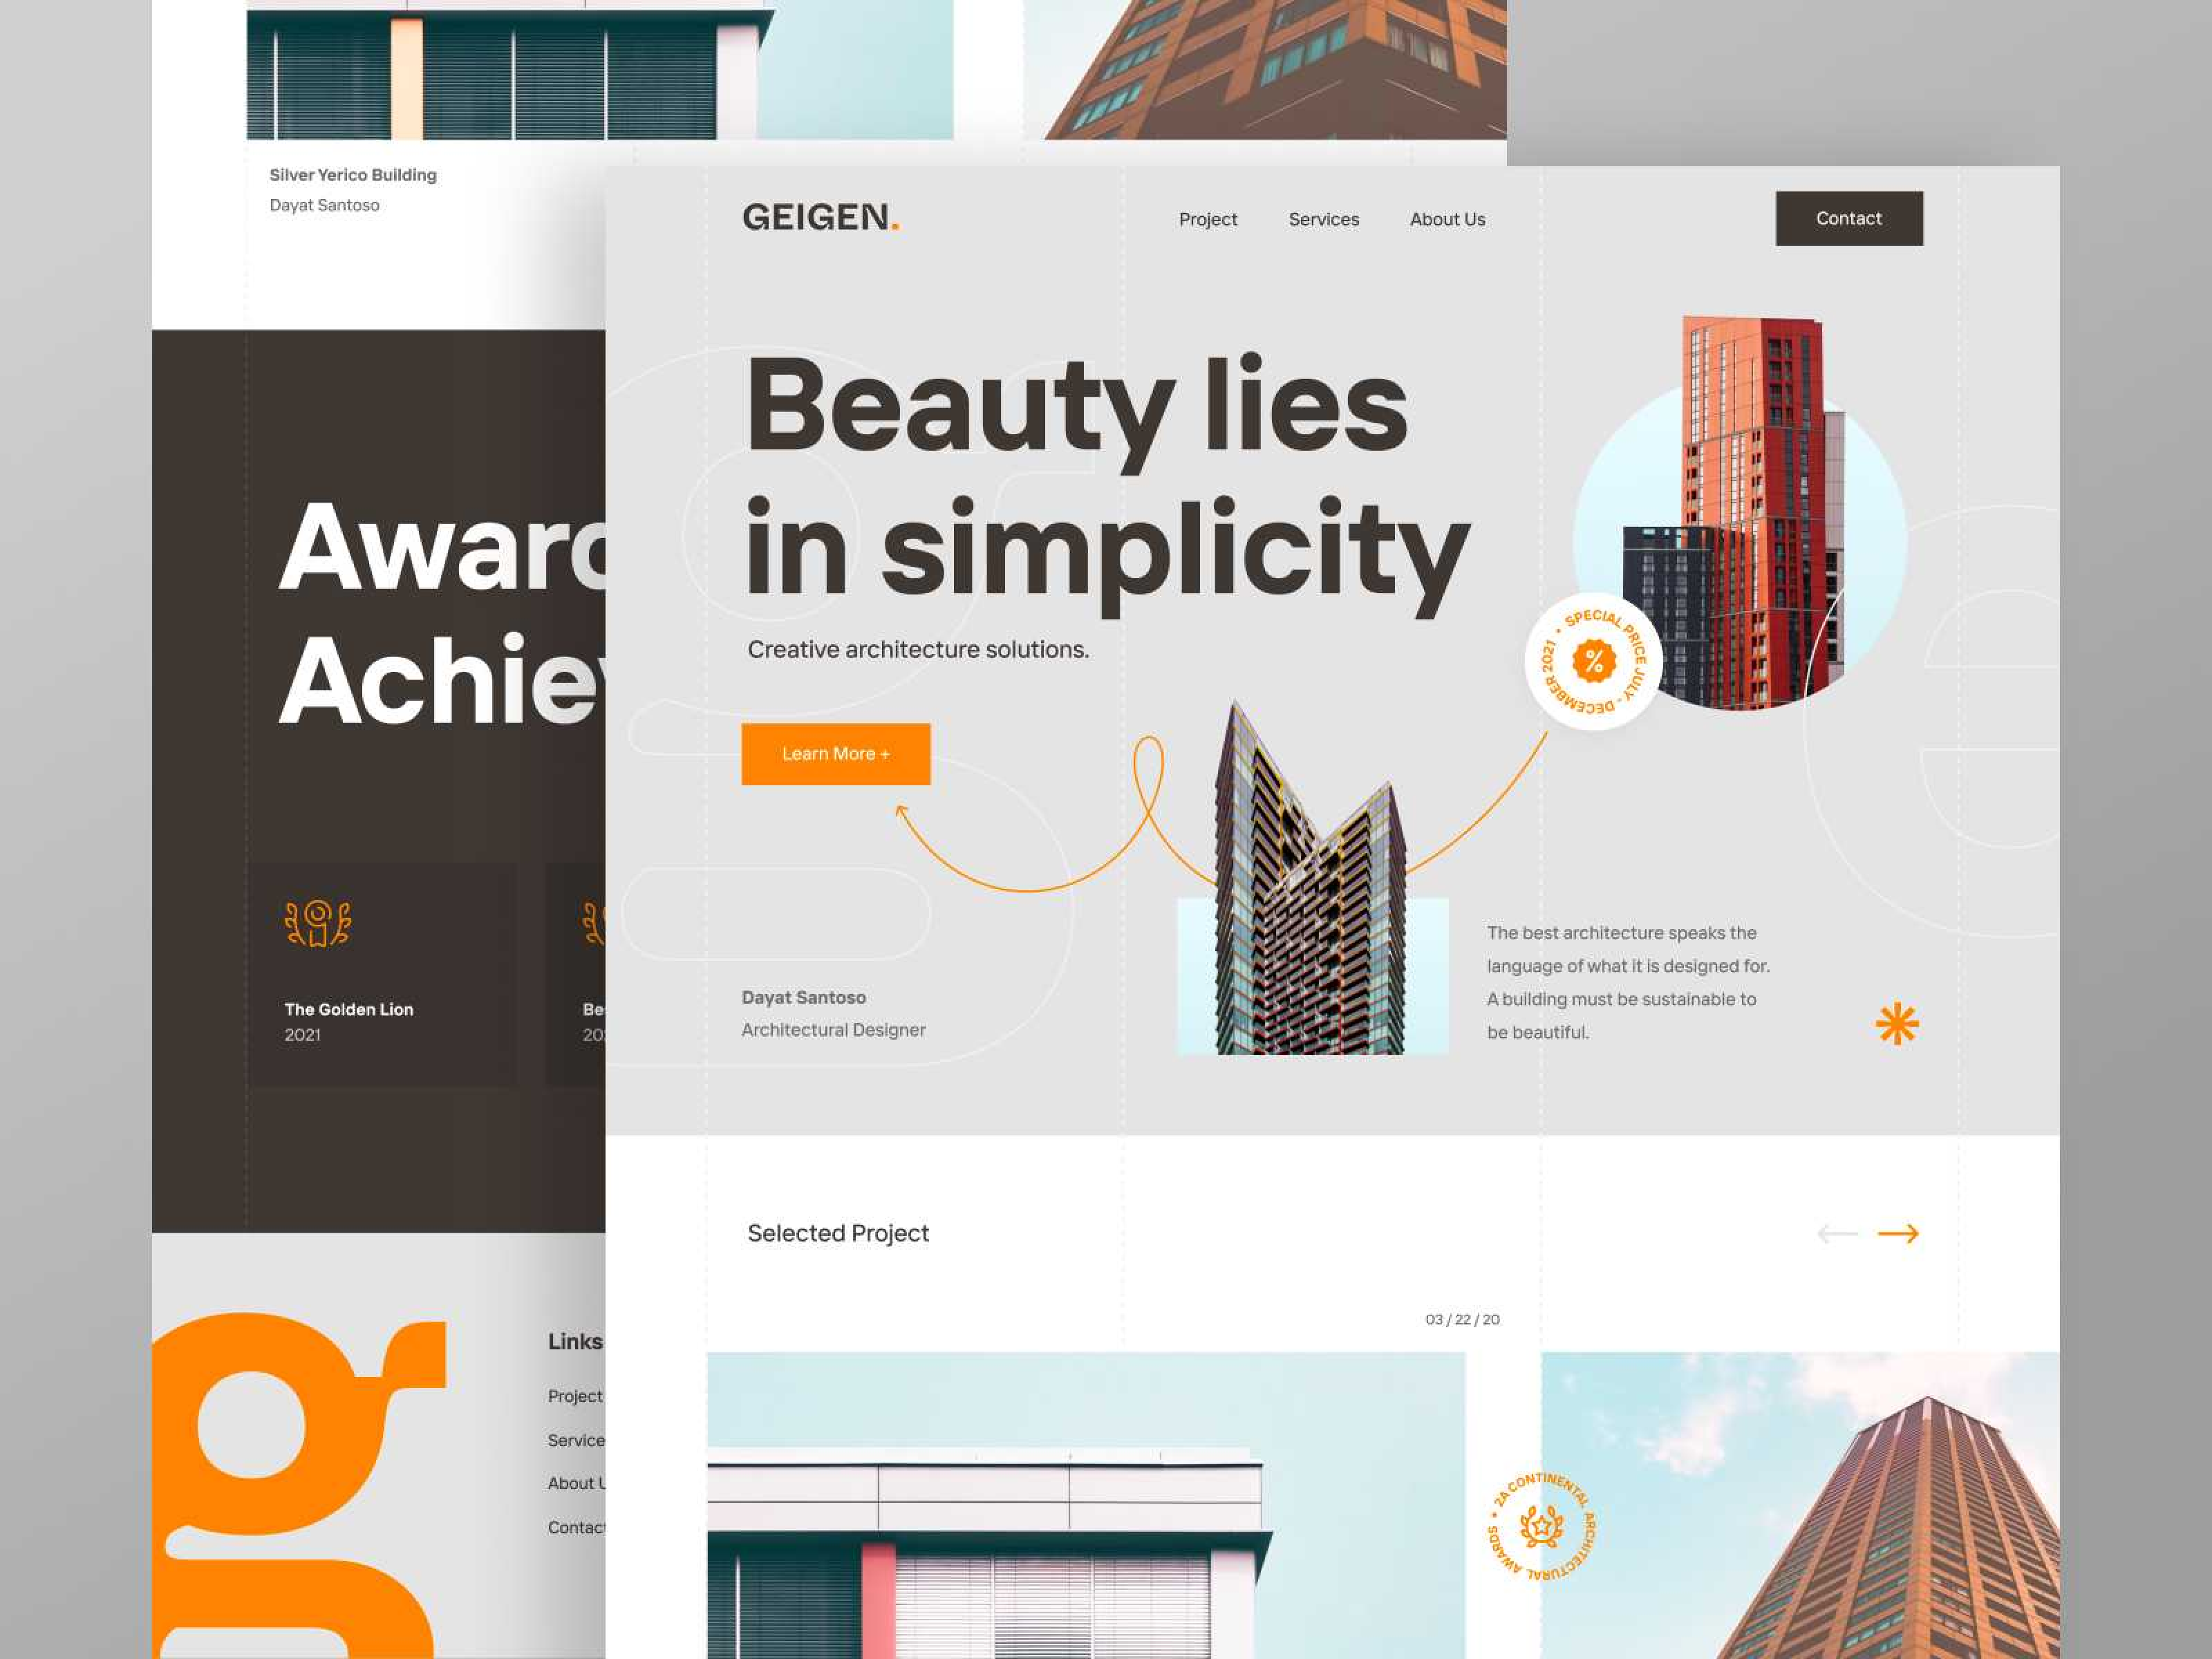 Silver Yerico Building
Dayat Santoso
GEIGEN.
Project
Services
About Us
Contact
Beauty lies
in simplicity
Creative architecture solutions.
Learn More +
SPECIAL PRICE JULY - DECEMBER 2021 •
%
Dayat Santoso
Architectural Designer
The best architecture speaks the
language of what it is designed for.
A building must be sustainable to
be beautiful.
Selected Project
03 / 22 / 20
2A CONTINENTAL ARCHITECTURAL AWARDS •
Awar
Achie
The Golden Lion
2021
Be
20
Links
Project
Service
About U
Contac
g